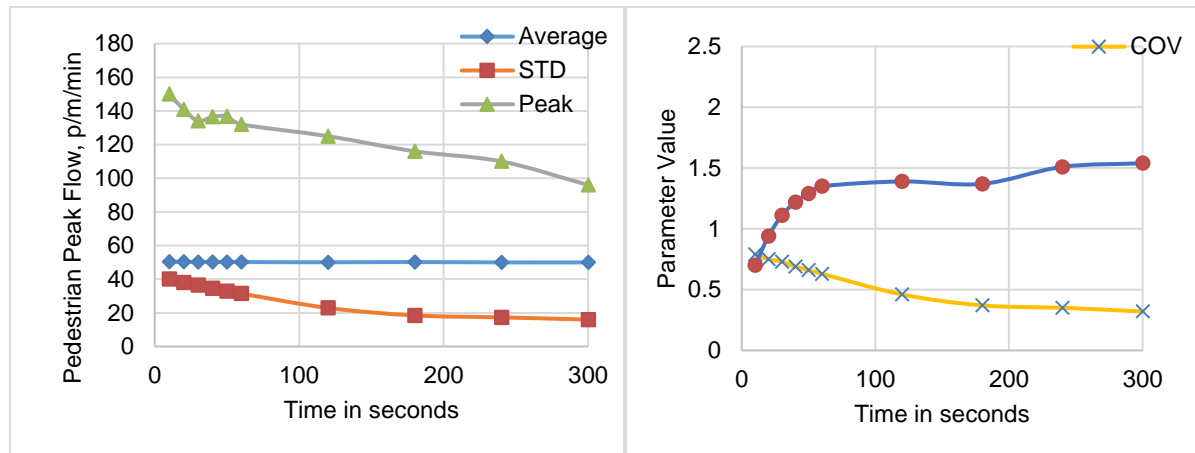 Pedestrian Peak Flow, p/m/min
180
160
140
120
100
80
60
40
20
0
0 100 200 300
Time in seconds
Average
STD
Peak
Parameter Value
2.5
2
1.5
1
0.5
0
0 100 200 300
Time in seconds
COV